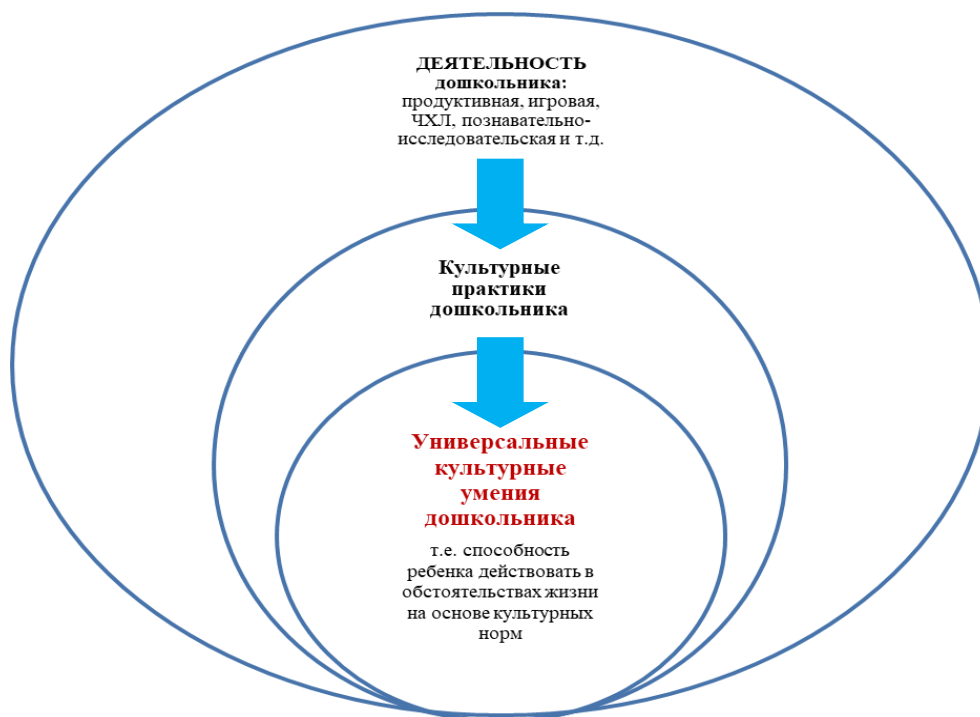 ДЕЯТЕЛЬНОСТЬ
дошкольника:
продуктивная, игровая,
ЧХЛ, познавательно-
исследовательская и т.д.
Культурные
практики
дошкольника
Универсальные
культурные
умения
дошкольника
т.е. способность
ребенка действовать в
обстоятельствах жизни
на основе культурных
норм